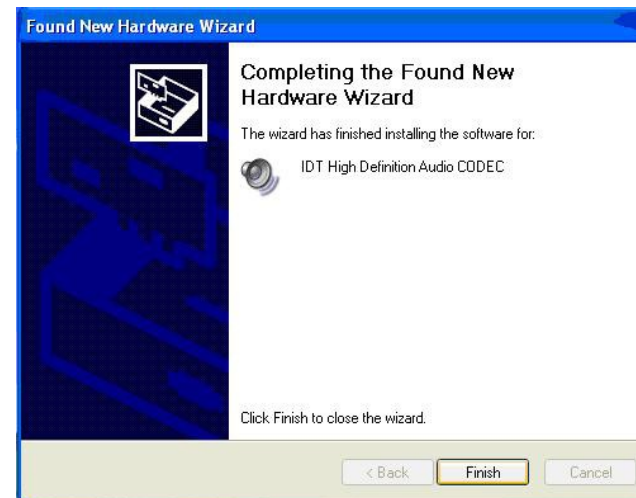 Found New Hardware Wizard
Completing the Found New
Hardware Wizard
The wizard has finished installing the software for:
IDT High Definition Audio CODEC
Click Finish to close the wizard.
< Back
Finish
Cancel